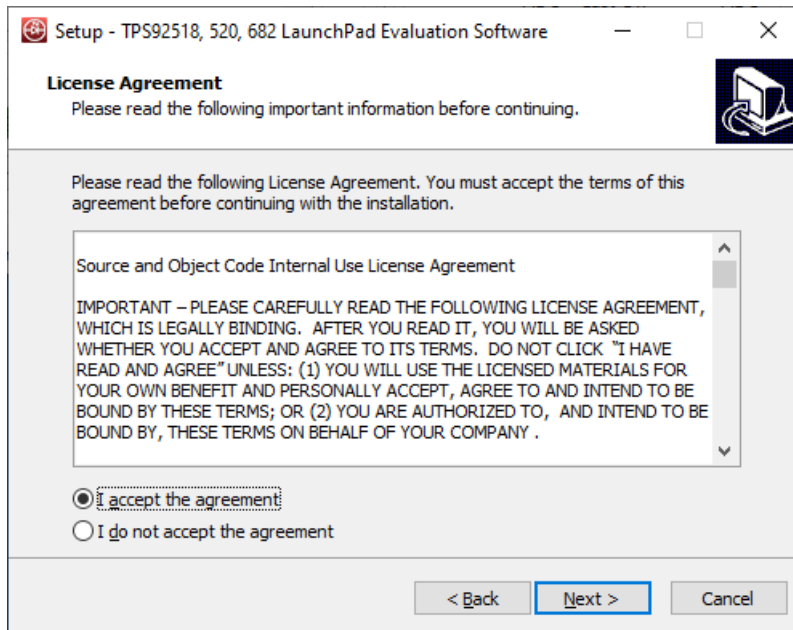 Setup - TPS92518, 520, 682 LaunchPad Evaluation Software
License Agreement
Please read the following important information before continuing.
Please read the following License Agreement. You must accept the terms of this
agreement before continuing with the installation.
Source and Object Code Internal Use License Agreement
IMPORTANT – PLEASE CAREFULLY READ THE FOLLOWING LICENSE AGREEMENT,
WHICH IS LEGALLY BINDING.  AFTER YOU READ IT, YOU WILL BE ASKED
WHETHER YOU ACCEPT AND AGREE TO ITS TERMS.  DO NOT CLICK  “I HAVE
READ AND AGREE” UNLESS: (1) YOU WILL USE THE LICENSED MATERIALS FOR
YOUR OWN BENEFIT AND PERSONALLY ACCEPT, AGREE TO AND INTEND TO BE
BOUND BY THESE TERMS; OR (2) YOU ARE AUTHORIZED TO,  AND INTEND TO BE
BOUND BY, THESE TERMS ON BEHALF OF YOUR COMPANY .
I accept the agreement
I do not accept the agreement
< Back
Next >
Cancel